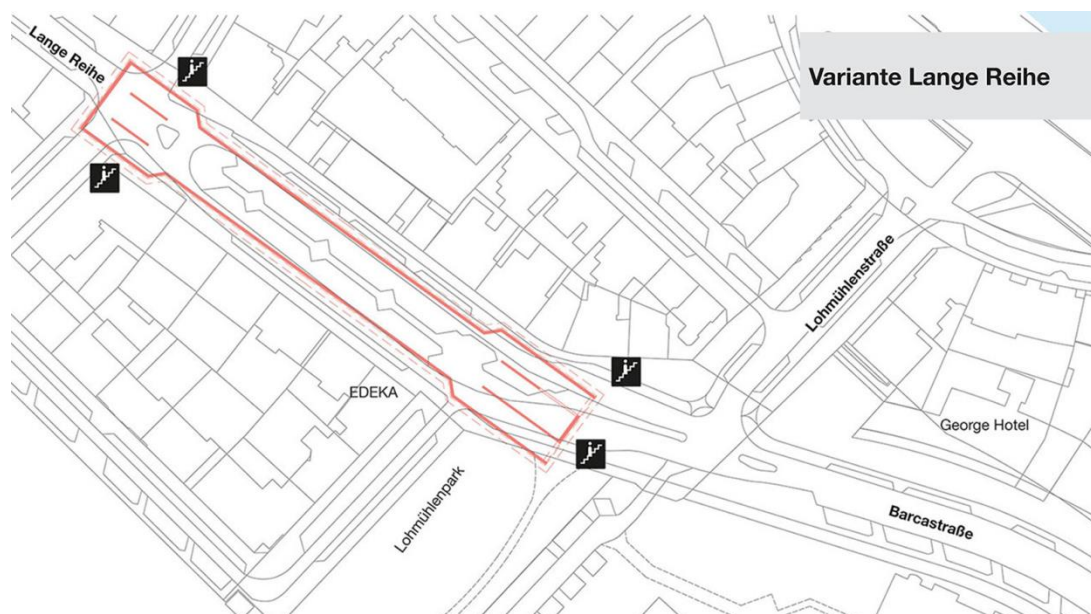 Lange Reihe
Variante Lange Reihe
Lohmühlenstraße
EDEKA
George Hotel
Lohmühlenpark
Barcastraße